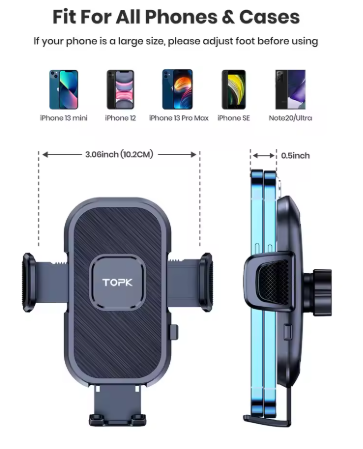 Fit For All Phones & Cases
If your phone is a large size, please adjust foot before using
iPhone 13 mini
iPhone 12
iPhone 13 Pro Max
iPhone SE
Note20/Ultra
3.06inch (10.2CM)
0.5inch
TOPK